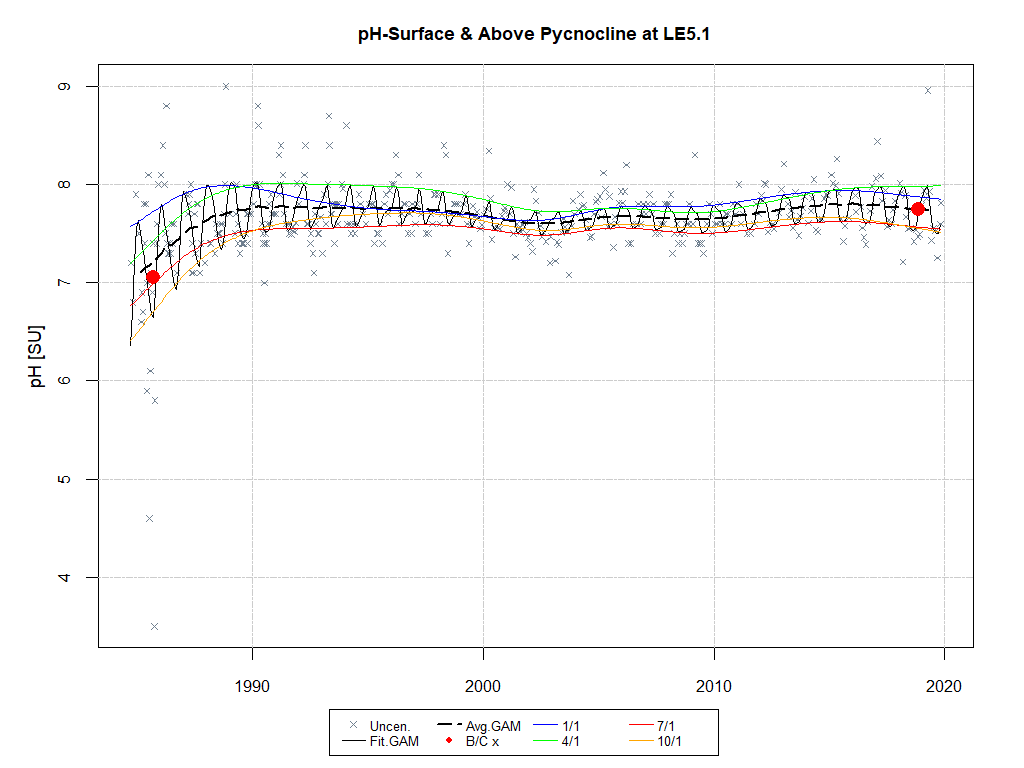 pH-Surface & Above Pycnocline at LE5.1
pH [SU]
9
8
7
6
5
4
1990 2000 2010 2020
Uncen. Avg.GAM 1/1 7/1
Fit.GAM B/C x 4/1 10/1